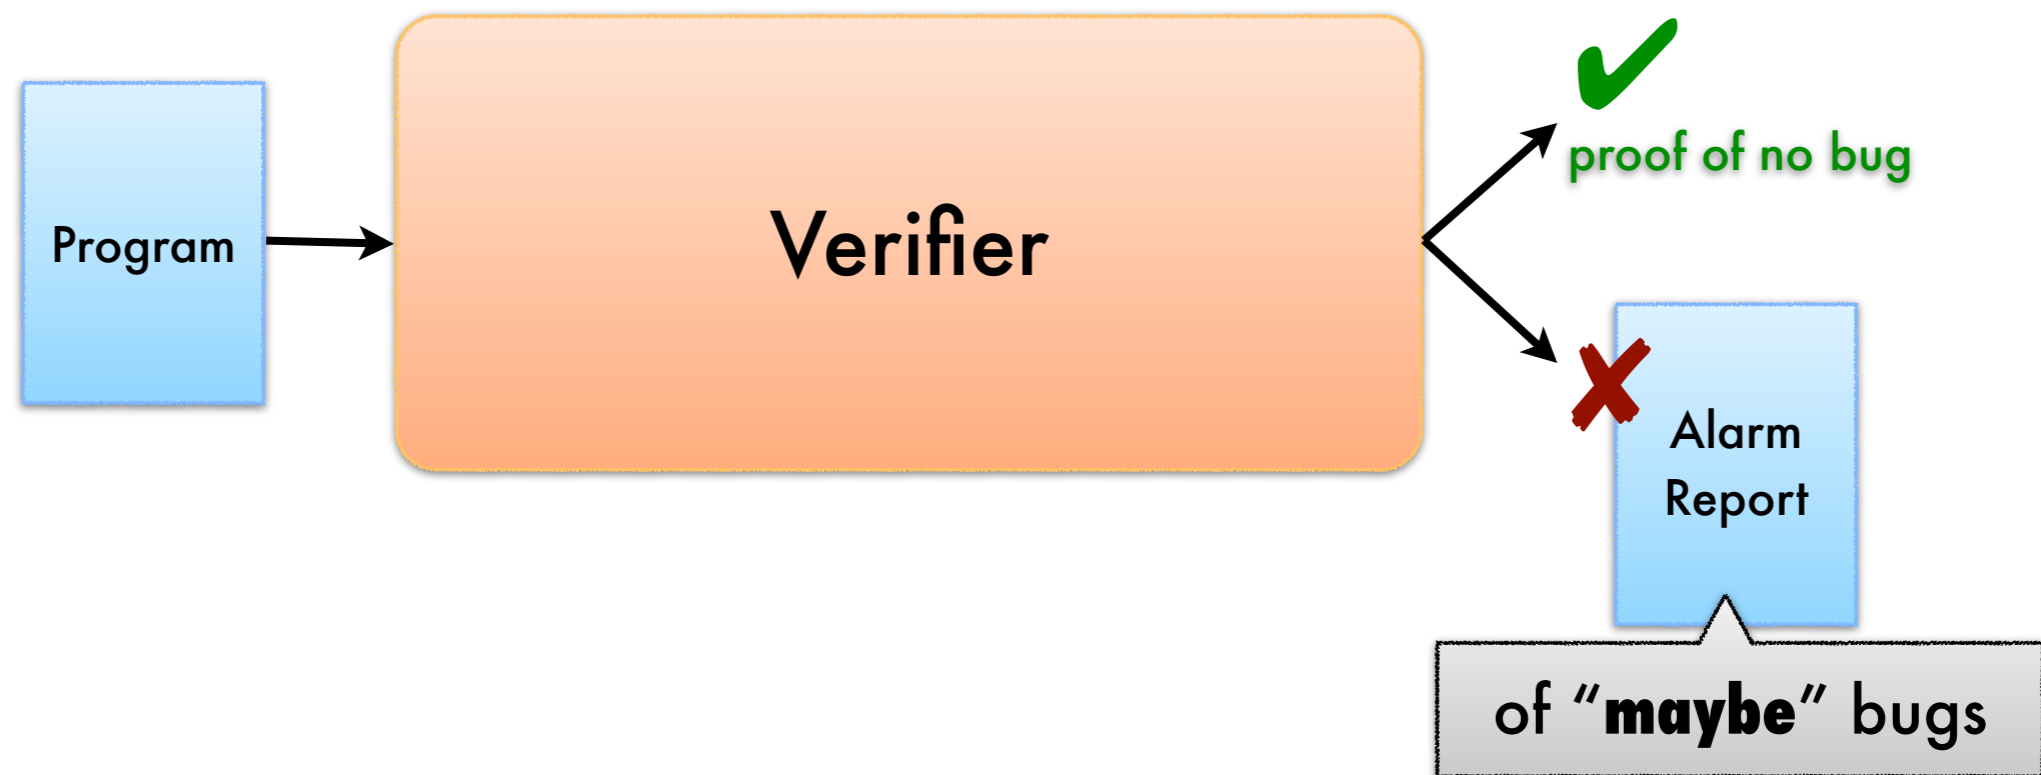 Program
Verifier
proof of no bug
Alarm
Report
of “maybe” bugs